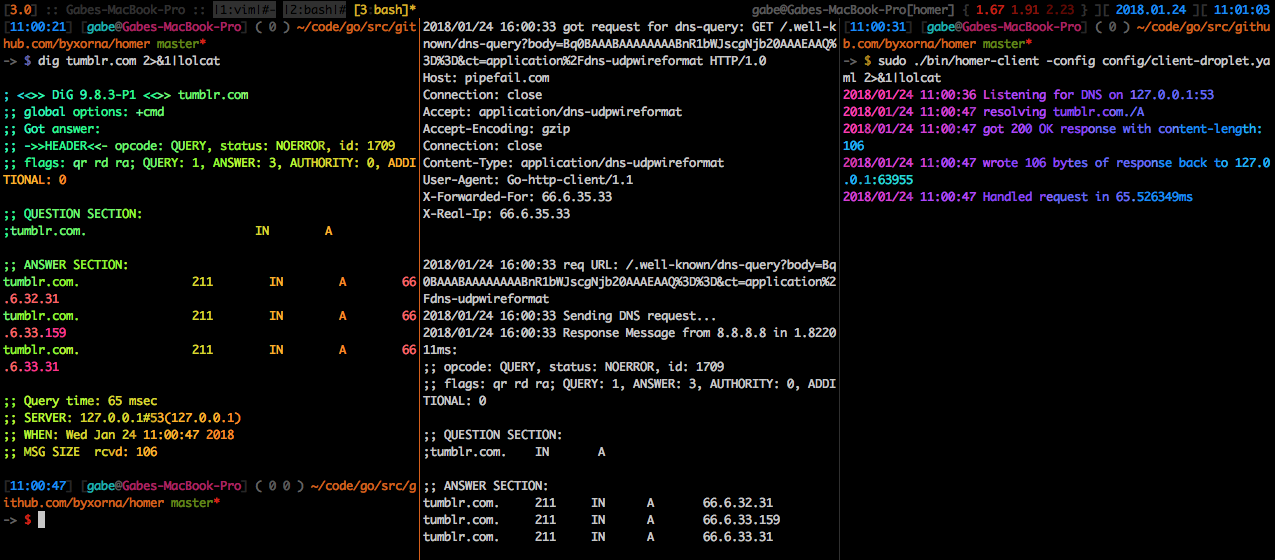 [3.0] :: Gabes-MacBook-Pro :: |1:vim|#- |2:bash|# [3:bash]*
gabe@Gabes-MacBook-Pro[homer] { 1.67 1.91 2.23 } ][ 2018.01.24 ][ 11:01:03
[11:00:21] [gabe@Gabes-MacBook-Pro] ( 0 ) ~/code/go/src/git
hub.com/byxorna/homer master*
-> $ dig tumblr.com 2>&1|lolcat
; <<>> DiG 9.8.3-P1 <<>> tumblr.com
;; global options: +cmd
;; Got answer:
;; ->>HEADER<<- opcode: QUERY, status: NOERROR, id: 1709
;; flags: qr rd ra; QUERY: 1, ANSWER: 3, AUTHORITY: 0, ADDI
TIONAL: 0
;; QUESTION SECTION:
;tumblr.com. IN A
;; ANSWER SECTION:
tumblr.com. 211 IN A 66
.6.32.31
tumblr.com. 211 IN A 66
.6.33.159
tumblr.com. 211 IN A 66
.6.33.31
;; Query time: 65 msec
;; SERVER: 127.0.0.1#53(127.0.0.1)
;; WHEN: Wed Jan 24 11:00:47 2018
;; MSG SIZE rcvd: 106
[11:00:47] [gabe@Gabes-MacBook-Pro] ( 0 0 ) ~/code/go/src/g
ithub.com/byxorna/homer master*
-> $
2018/01/24 16:00:33 got request for dns-query: GET /.well-k
nown/dns-query?body=Bq0BAAABAAAAAAAABnR1bWJscgNjb20AAAEAAQ%
3D%3D&ct=application%2Fdns-udpwireformat HTTP/1.0
Host: pipefail.com
Connection: close
Accept: application/dns-udpwireformat
Accept-Encoding: gzip
Connection: close
Content-Type: application/dns-udpwireformat
User-Agent: Go-http-client/1.1
X-Forwarded-For: 66.6.35.33
X-Real-Ip: 66.6.35.33
2018/01/24 16:00:33 req URL: /.well-known/dns-query?body=Bq
0BAAABAAAAAAAABnR1bWJscgNjb20AAAEAAQ%3D%3D&ct=application%2
Fdns-udpwireformat
2018/01/24 16:00:33 Sending DNS request...
2018/01/24 16:00:33 Response Message from 8.8.8.8 in 1.8220
11ms:
;; opcode: QUERY, status: NOERROR, id: 1709
;; flags: qr rd ra; QUERY: 1, ANSWER: 3, AUTHORITY: 0, ADDI
TIONAL: 0
;; QUESTION SECTION:
;tumblr.com. IN A
;; ANSWER SECTION:
tumblr.com. 211 IN A 66.6.32.31
tumblr.com. 211 IN A 66.6.33.159
tumblr.com. 211 IN A 66.6.33.31
[11:00:31] [gabe@Gabes-MacBook-Pro] ( 0 ) ~/code/go/src/githu
b.com/byxorna/homer master*
-> $ sudo ./bin/homer-client -config config/client-droplet.ya
ml 2>&1|lolcat
2018/01/24 11:00:36 Listening for DNS on 127.0.0.1:53
2018/01/24 11:00:47 resolving tumblr.com./A
2018/01/24 11:00:47 got 200 OK response with content-length:
106
2018/01/24 11:00:47 wrote 106 bytes of response back to 127.0
.0.1:63955
2018/01/24 11:00:47 Handled request in 65.526349ms